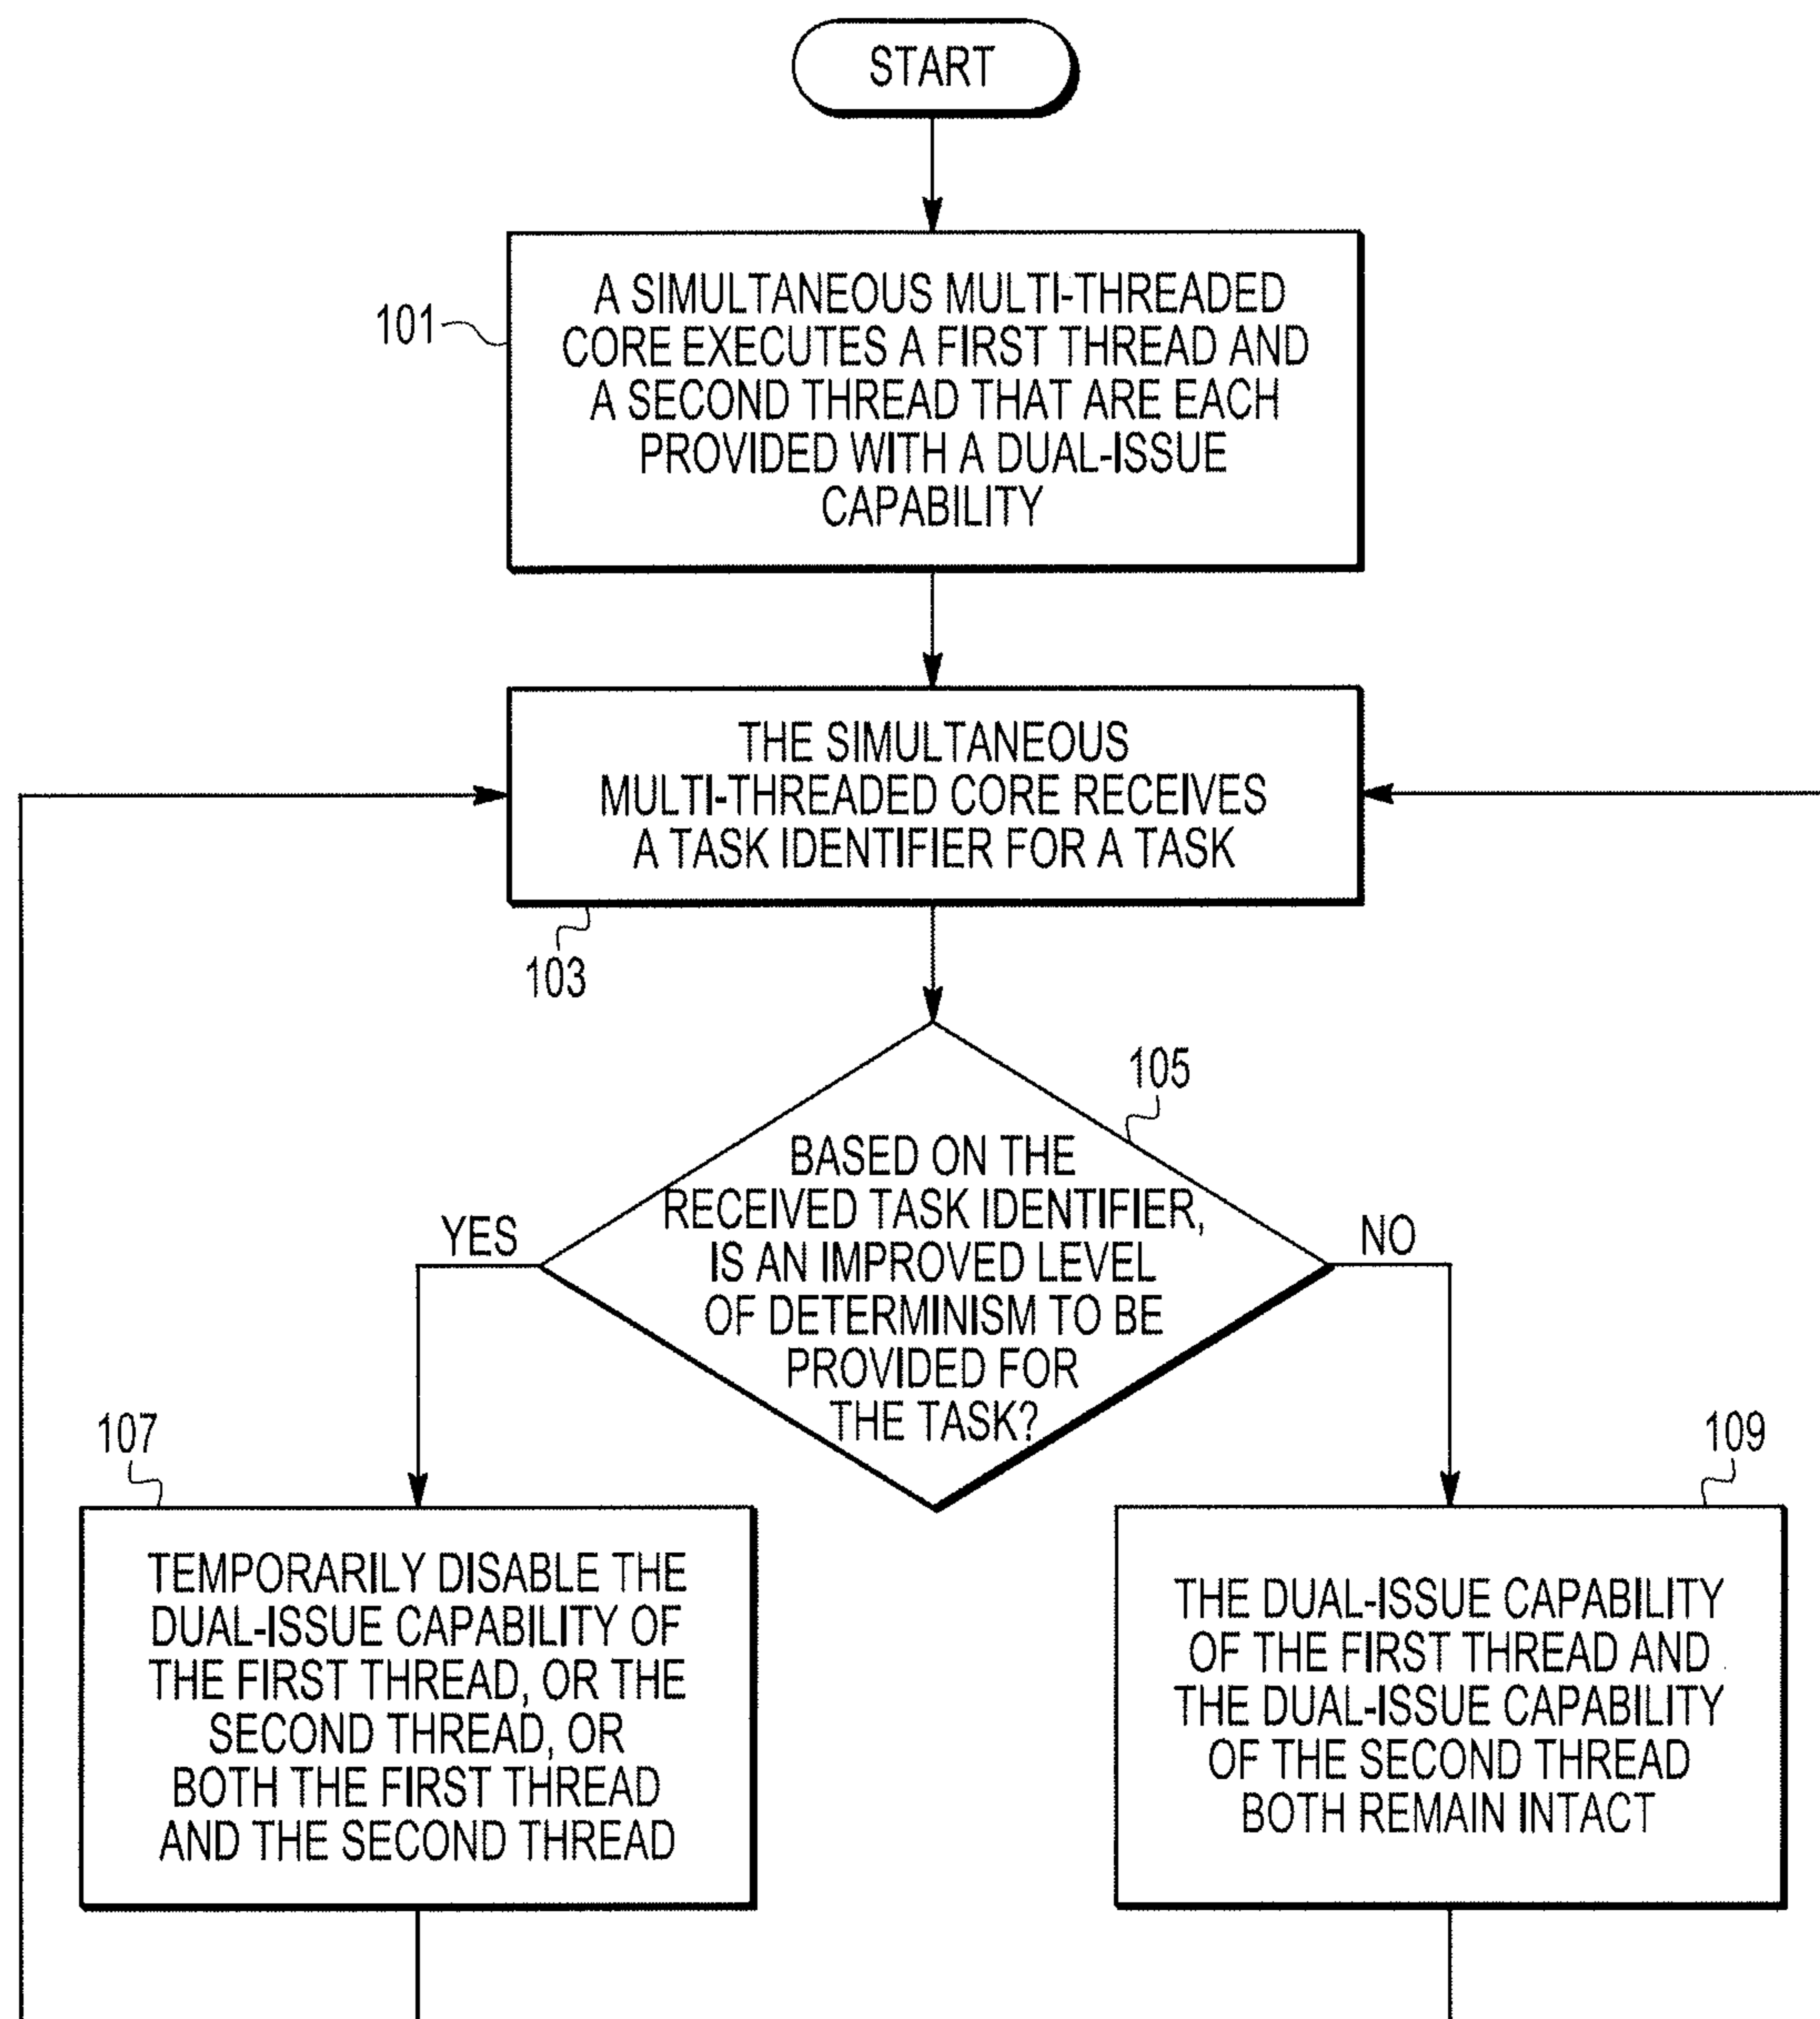 START
A SIMULTANEOUS MULTI-THREADED
CORE EXECUTES A FIRST THREAD AND
A SECOND THREAD THAT ARE EACH
PROVIDED WITH A DUAL-ISSUE
CAPABILITY
101
THE SIMULTANEOUS
MULTI-THREADED CORE RECEIVES
A TASK IDENTIFIER FOR A TASK
103
105
BASED ON THE
RECEIVED TASK IDENTIFIER,
IS AN IMPROVED LEVEL
OF DETERMINISM TO BE
PROVIDED FOR
THE TASK?
YES
NO
107
TEMPORARILY DISABLE THE
DUAL-ISSUE CAPABILITY OF
THE FIRST THREAD, OR THE
SECOND THREAD, OR
BOTH THE FIRST THREAD
AND THE SECOND THREAD
109
THE DUAL-ISSUE CAPABILITY
OF THE FIRST THREAD AND
THE DUAL-ISSUE CAPABILITY
OF THE SECOND THREAD
BOTH REMAIN INTACT